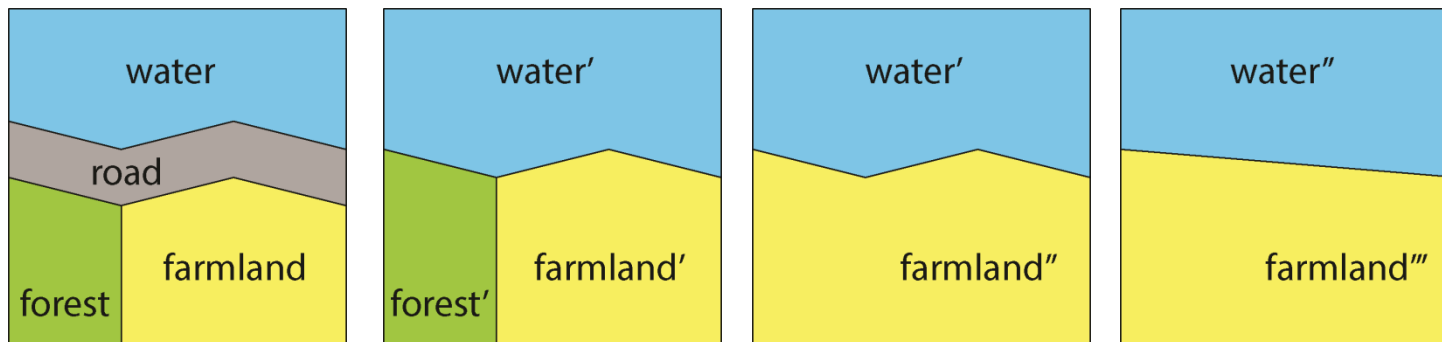 water
road
forest
farmland
water′
forest′
farmland′
water′
farmland″
water″
farmland‴